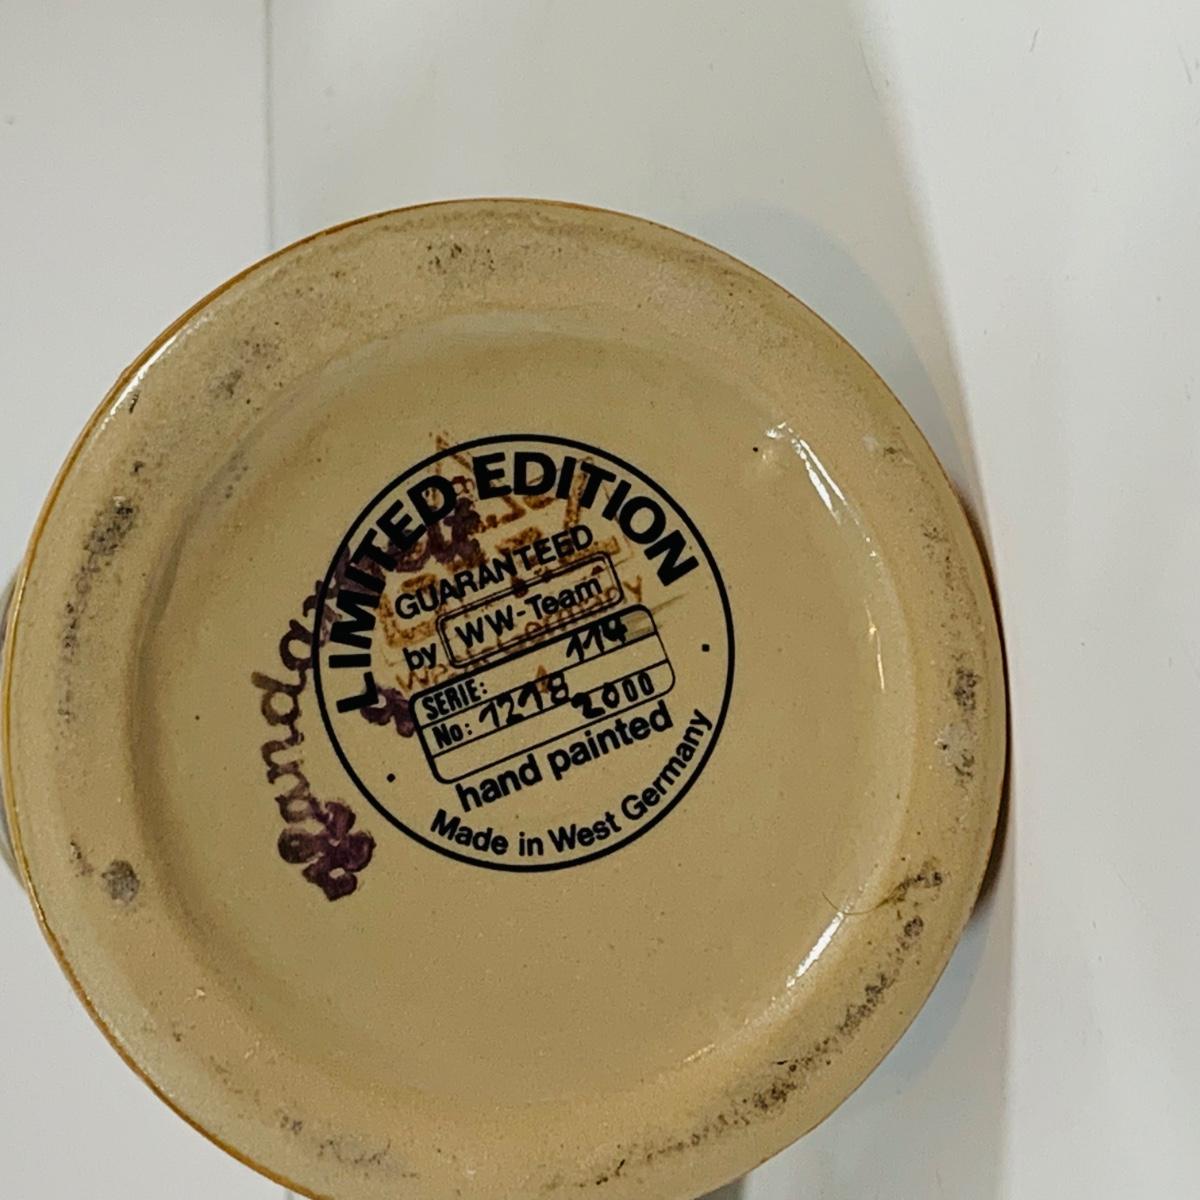 LIMITED EDITION
GUARANTEED
by WW-Team
SERIE: 114
No: 1218
2000
hand painted
Made in West Germany